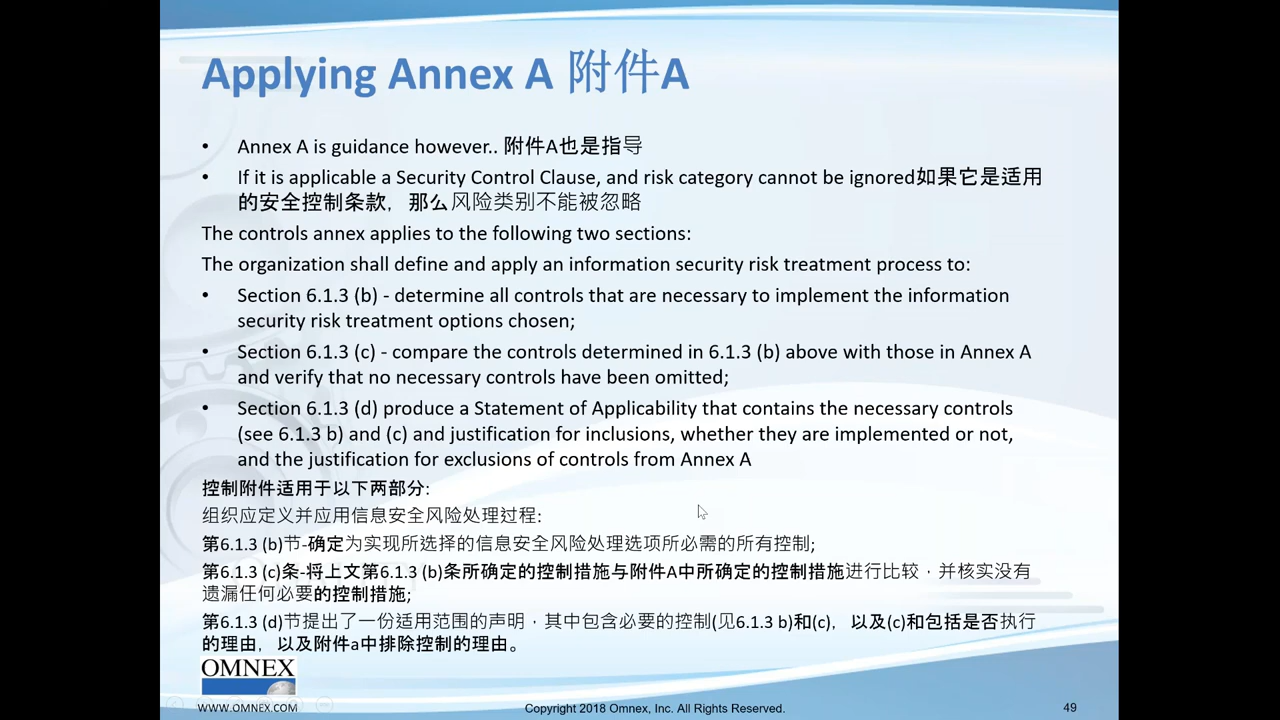 Applying Annex A 附件A
• Annex A is guidance however.. 附件A也是指导
• If it is applicable a Security Control Clause, and risk category cannot be ignored如果它是适用
的安全控制条款，那么风险类别不能被忽略
The controls annex applies to the following two sections:
The organization shall define and apply an information security risk treatment process to:
• Section 6.1.3 (b) - determine all controls that are necessary to implement the information
security risk treatment options chosen;
• Section 6.1.3 (c) - compare the controls determined in 6.1.3 (b) above with those in Annex A
and verify that no necessary controls have been omitted;
• Section 6.1.3 (d) produce a Statement of Applicability that contains the necessary controls
(see 6.1.3 b) and (c) and justification for inclusions, whether they are implemented or not,
and the justification for exclusions of controls from Annex A
控制附件适用于以下两部分:
组织应定义并应用信息安全风险处理过程:
第6.1.3 (b)节-确定为实现所选择的信息安全风险处理选项所必需的所有控制;
第6.1.3 (c)条-将上文第6.1.3 (b)条所确定的控制措施与附件A中所确定的控制措施进行比较，并核实没有
遗漏任何必要的控制措施;
第6.1.3 (d)节提出了一份适用范围的声明，其中包含必要的控制(见6.1.3 b)和(c)，以及(c)和包括是否执行
的理由，以及附件a中排除控制的理由。
OMNEX
WWW.OMNEX.COM
Copyright 2018 Omnex, Inc. All Rights Reserved.
49